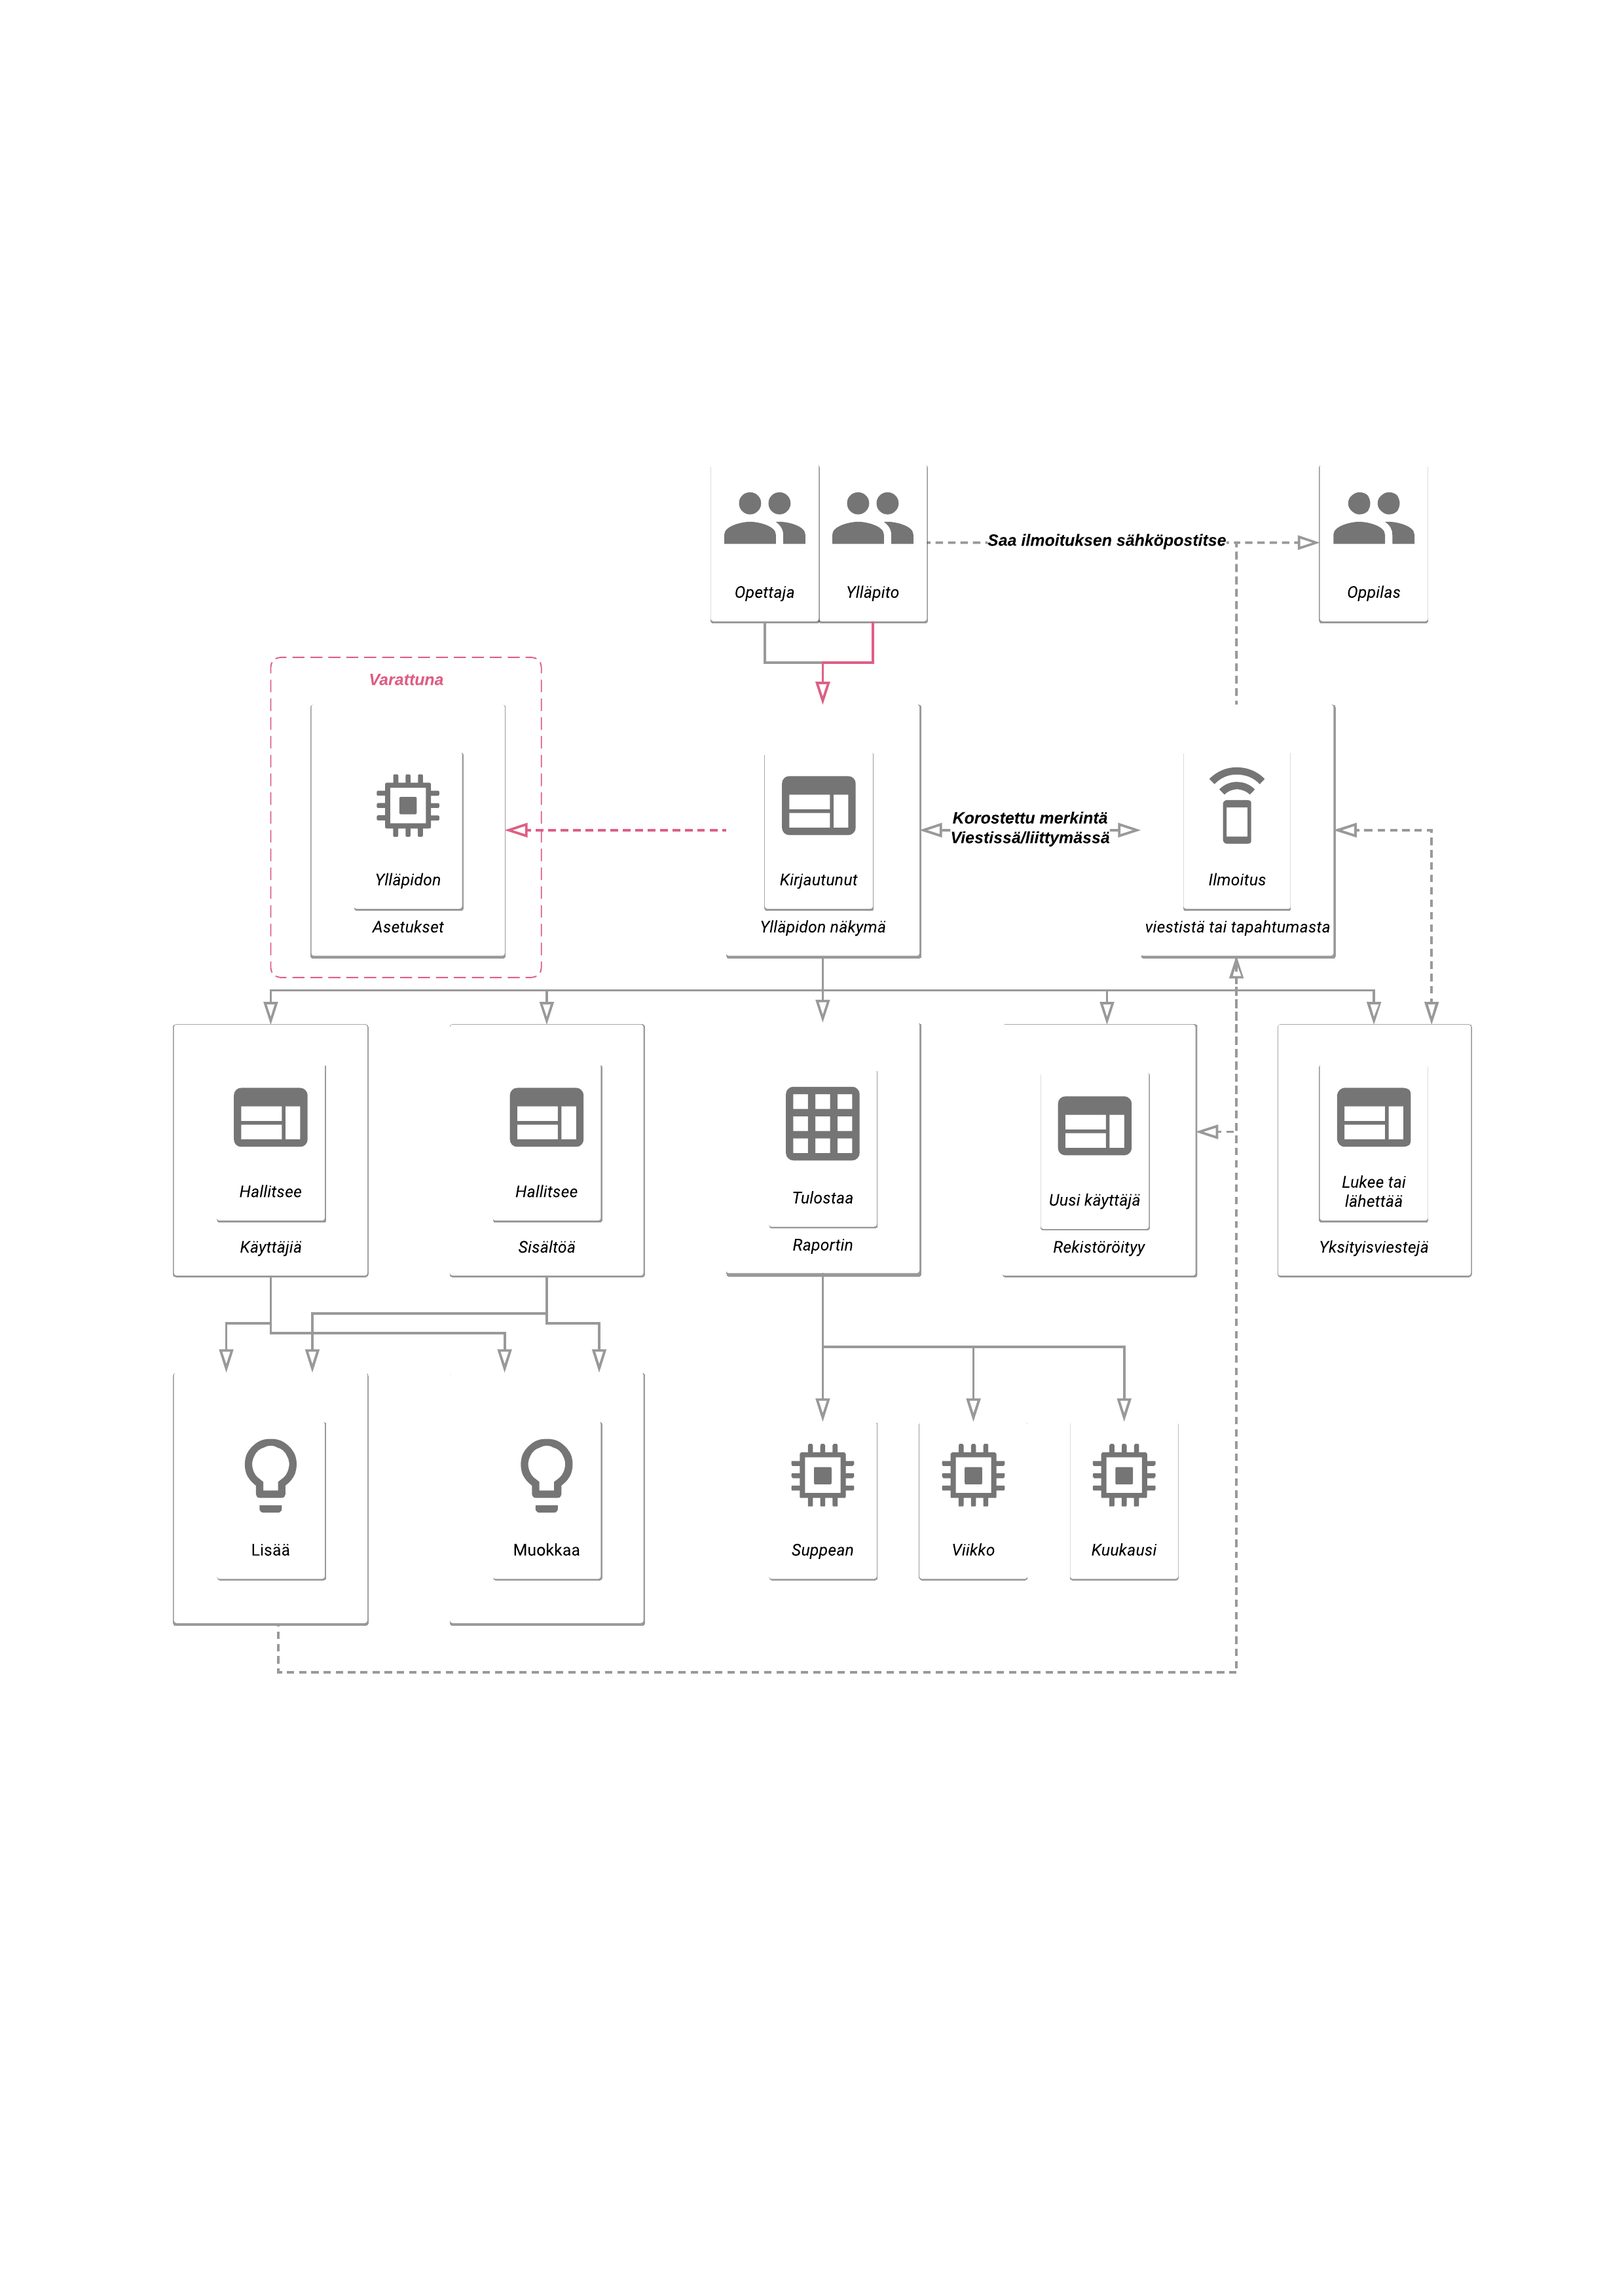 Saa ilmoituksen sähköpostitse
Opettaja
Ylläpito
Oppilas
Varattuna
Korostettu merkintä
Viestissä/liittymässä
Ylläpidon
Kirjautunut
Ilmoitus
Asetukset
Ylläpidon näkymä
viestistä tai tapahtumasta
Hallitsee
Hallitsee
Tulostaa
Uusi käyttäjä
Lukee tai
lähettää
Käyttäjiä
Sisältöä
Raportin
Rekistöröityy
Yksityisviestejä
Lisää
Muokkaa
Suppean
Viikko
Kuukausi